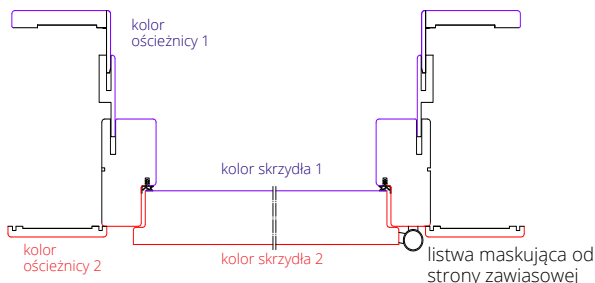 kolor
ościeżnicy 1
kolor skrzydła 1
kolor
ościeżnicy 2
kolor skrzydła 2
listwa maskująca od
strony zawiasowej